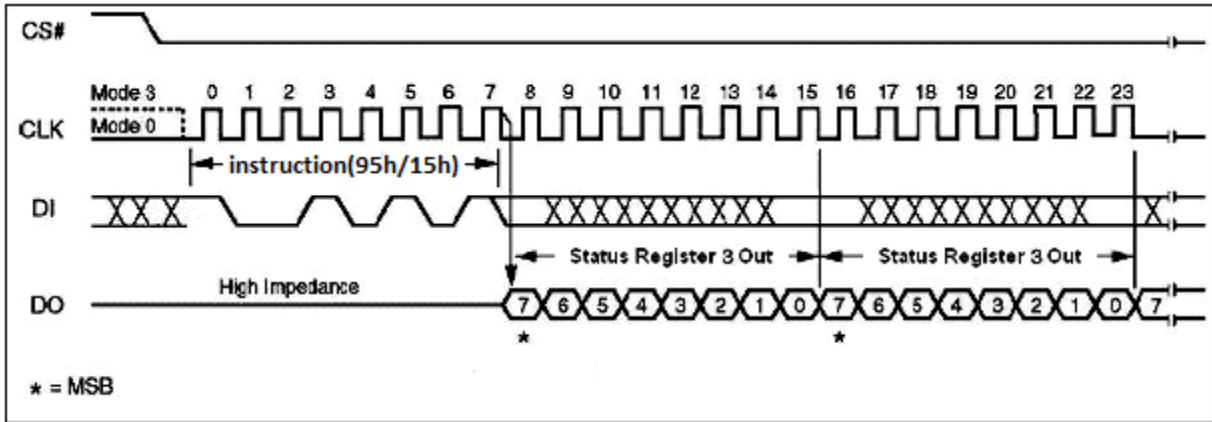 CS#
Mode 3 0 1 2 3 4 5 6 7 8 9 10 11 12 13 14 15 16 17 18 19 20 21 22 23
CLK Mode 0
instruction(95h/15h)
DI
Status Register 3 Out Status Register 3 Out
High Impedance
DO 7 6 5 4 3 2 1 0 7 6 5 4 3 2 1 0 7
* *
* = MSB